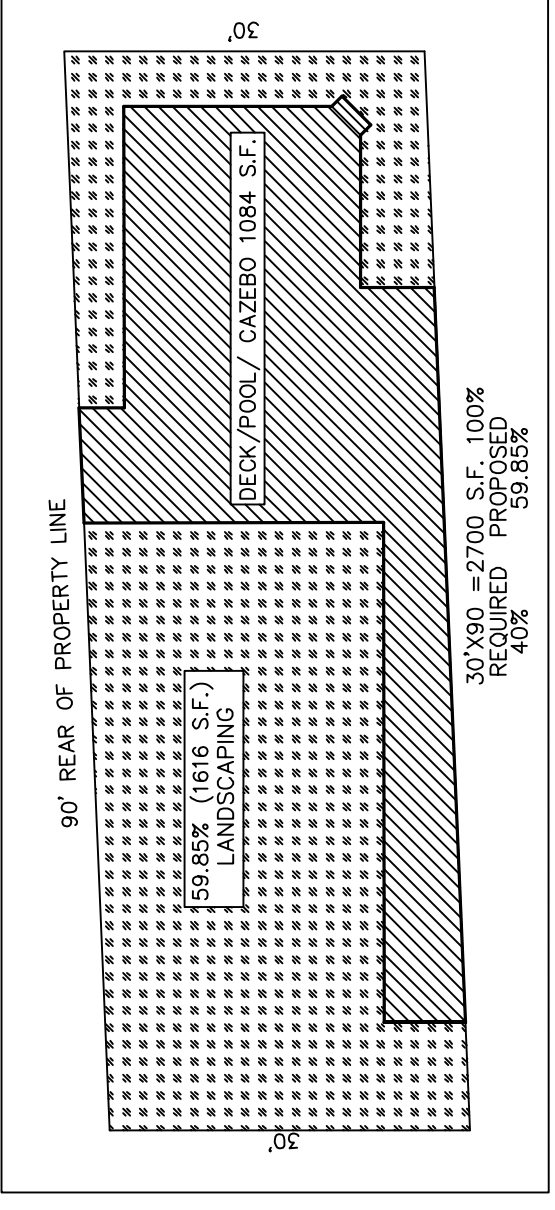 90' REAR OF PROPERTY LINE
30'
30'
59.85% (1616 S.F.)
LANDSCAPING
DECK/POOL/ CAZEBO 1084 S.F.
30'X90 =2700 S.F. 100%
REQUIRED PROPOSED
40% 59.85%